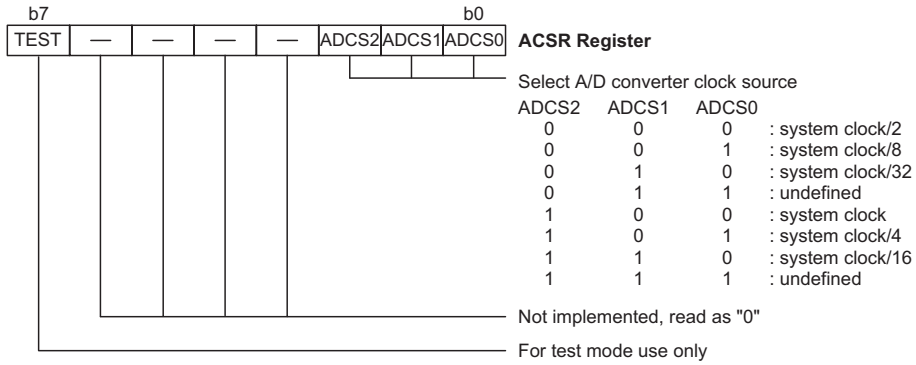 b7 b0
TEST — — — — ADCS2 ADCS1 ADCS0 ACSR Register
Select A/D converter clock source
ADCS2 ADCS1 ADCS0
0 0 0 : system clock/2
0 0 1 : system clock/8
0 1 0 : system clock/32
0 1 1 : undefined
1 0 0 : system clock
1 0 1 : system clock/4
1 1 0 : system clock/16
1 1 1 : undefined
Not implemented, read as "0"
For test mode use only